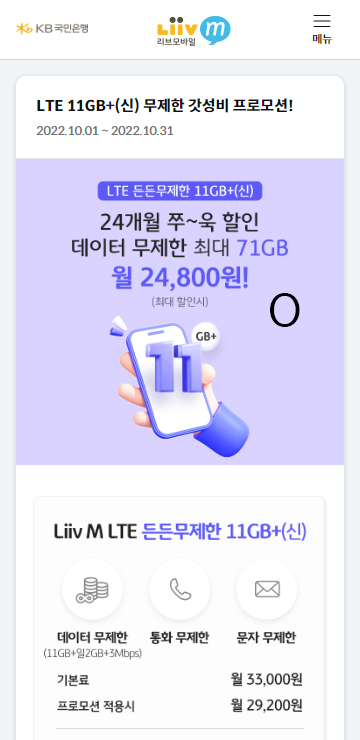 KB 국민은행
Liiv M
리브모바일
메뉴
LTE 11GB+(신) 무제한 갓성비 프로모션!
2022.10.01 ~ 2022.10.31
LTE 든든무제한 11GB+(신)
24개월 쭈~욱 할인
데이터 무제한 최대 71GB
월 24,800원!
(최대 할인시)
O
GB+
11
Liiv M LTE 든든무제한 11GB+(신)
데이터 무제한 통화 무제한 문자 무제한
(11GB+일2GB+3Mbps)
기본료 월 33,000원
프로모션 적용시 월 29,200원